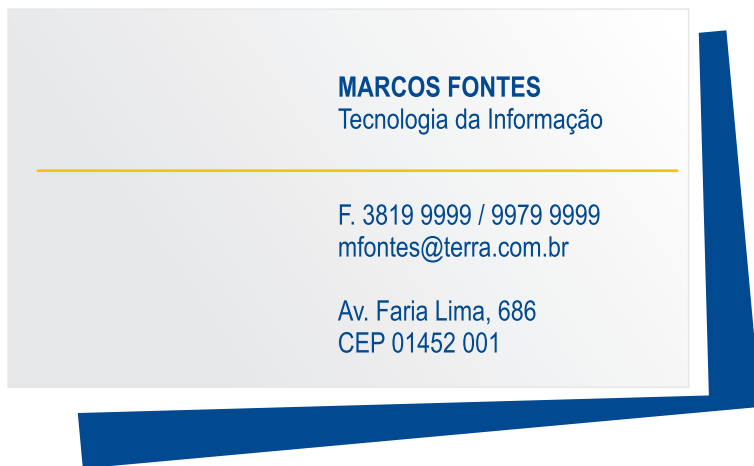 MARCOS FONTES
Tecnologia da Informação
F. 3819 9999 / 9979 9999
mfontes@terra.com.br
Av. Faria Lima, 686
CEP 01452 001